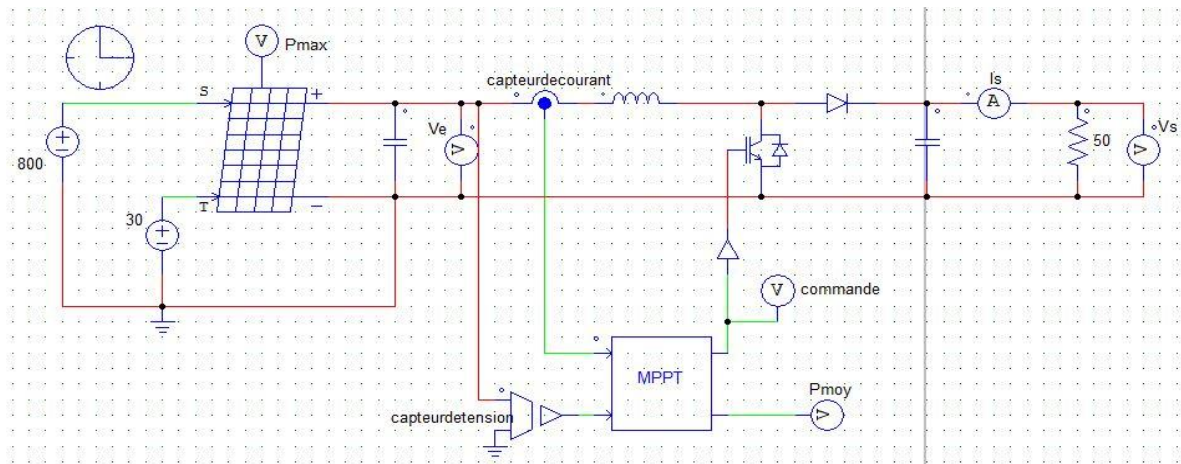 V Pmax
capteurdecourant
Is
S
+
A
Ve
V
Vs
V
800
50
T
−
30
V commande
MPPT
Pmoy
V
capteurdetension